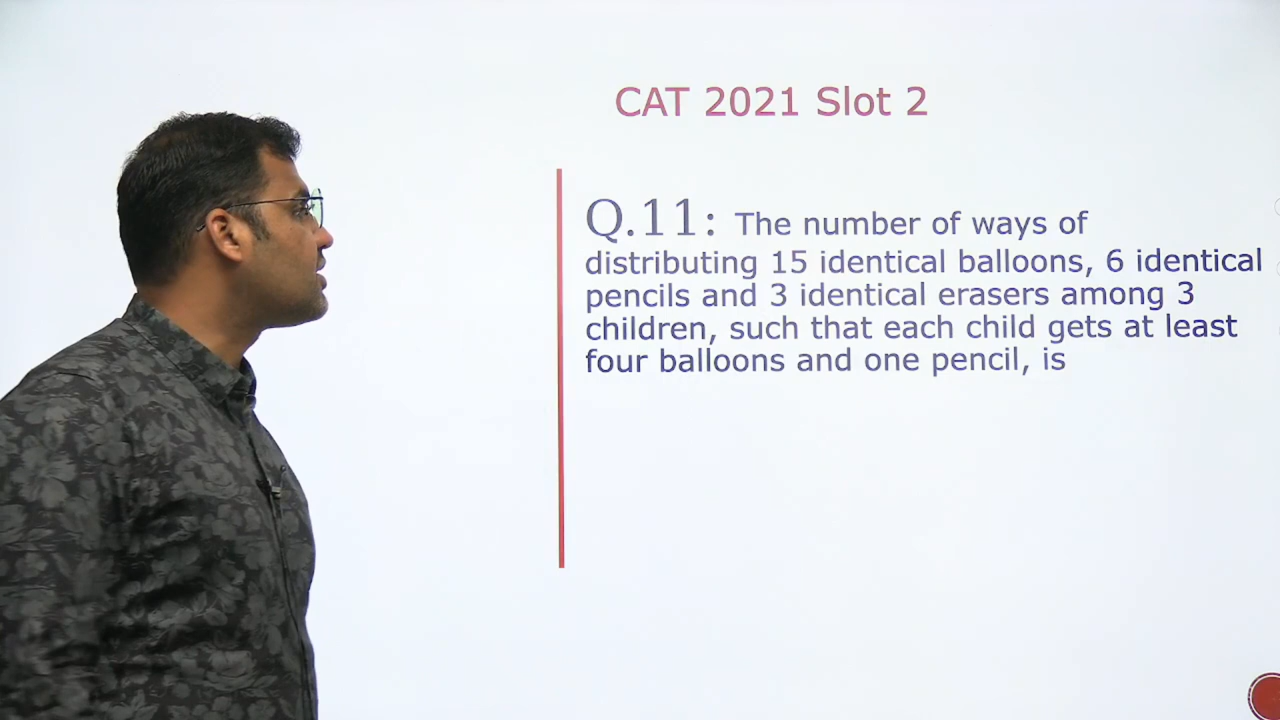 CAT 2021 Slot 2
Q.11: The number of ways of
distributing 15 identical balloons, 6 identical
pencils and 3 identical erasers among 3
children, such that each child gets at least
four balloons and one pencil, is